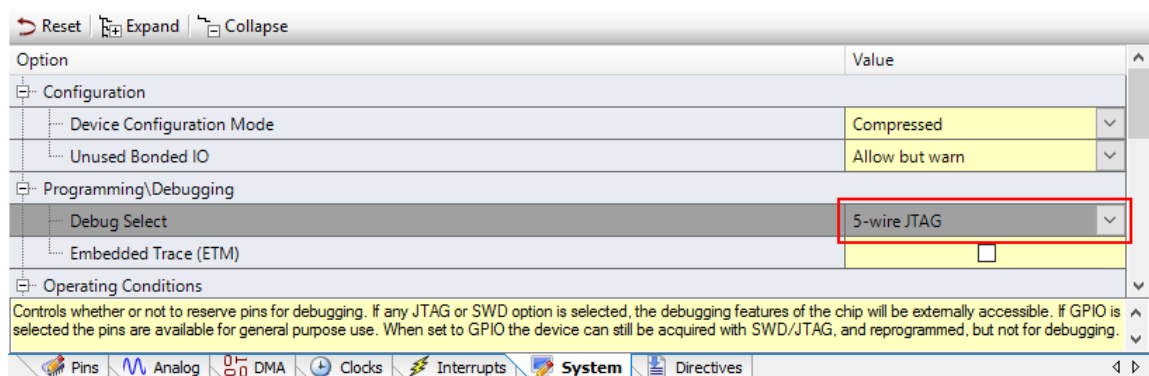 Reset Expand Collapse
Option Value
Configuration
Device Configuration Mode Compressed
Unused Bonded IO Allow but warn
Programming\Debugging
Debug Select 5-wire JTAG
Embedded Trace (ETM)
Operating Conditions
Controls whether or not to reserve pins for debugging. If any JTAG or SWD option is selected, the debugging features of the chip will be externally accessible. If GPIO is
selected the pins are available for general purpose use. When set to GPIO the device can still be acquired with SWD/JTAG, and reprogrammed, but not for debugging.
Pins Analog DMA Clocks Interrupts System Directives